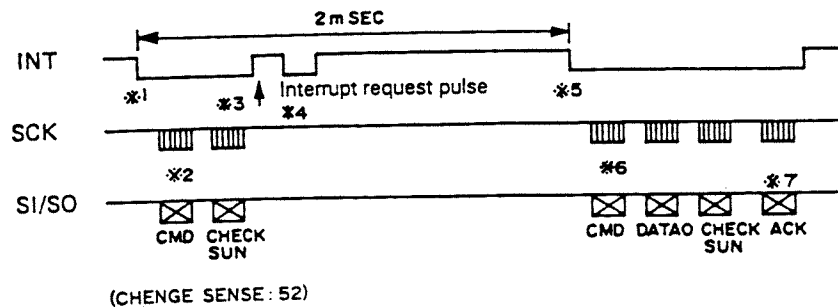 2 m SEC
INT
※1 ※3 Interrupt request pulse ※5
※4
SCK
※2 ※6
※7
SI/SO
CMD CHECK CMD DATAO CHECK ACK
SUN SUN
(CHENGE SENSE: 52)